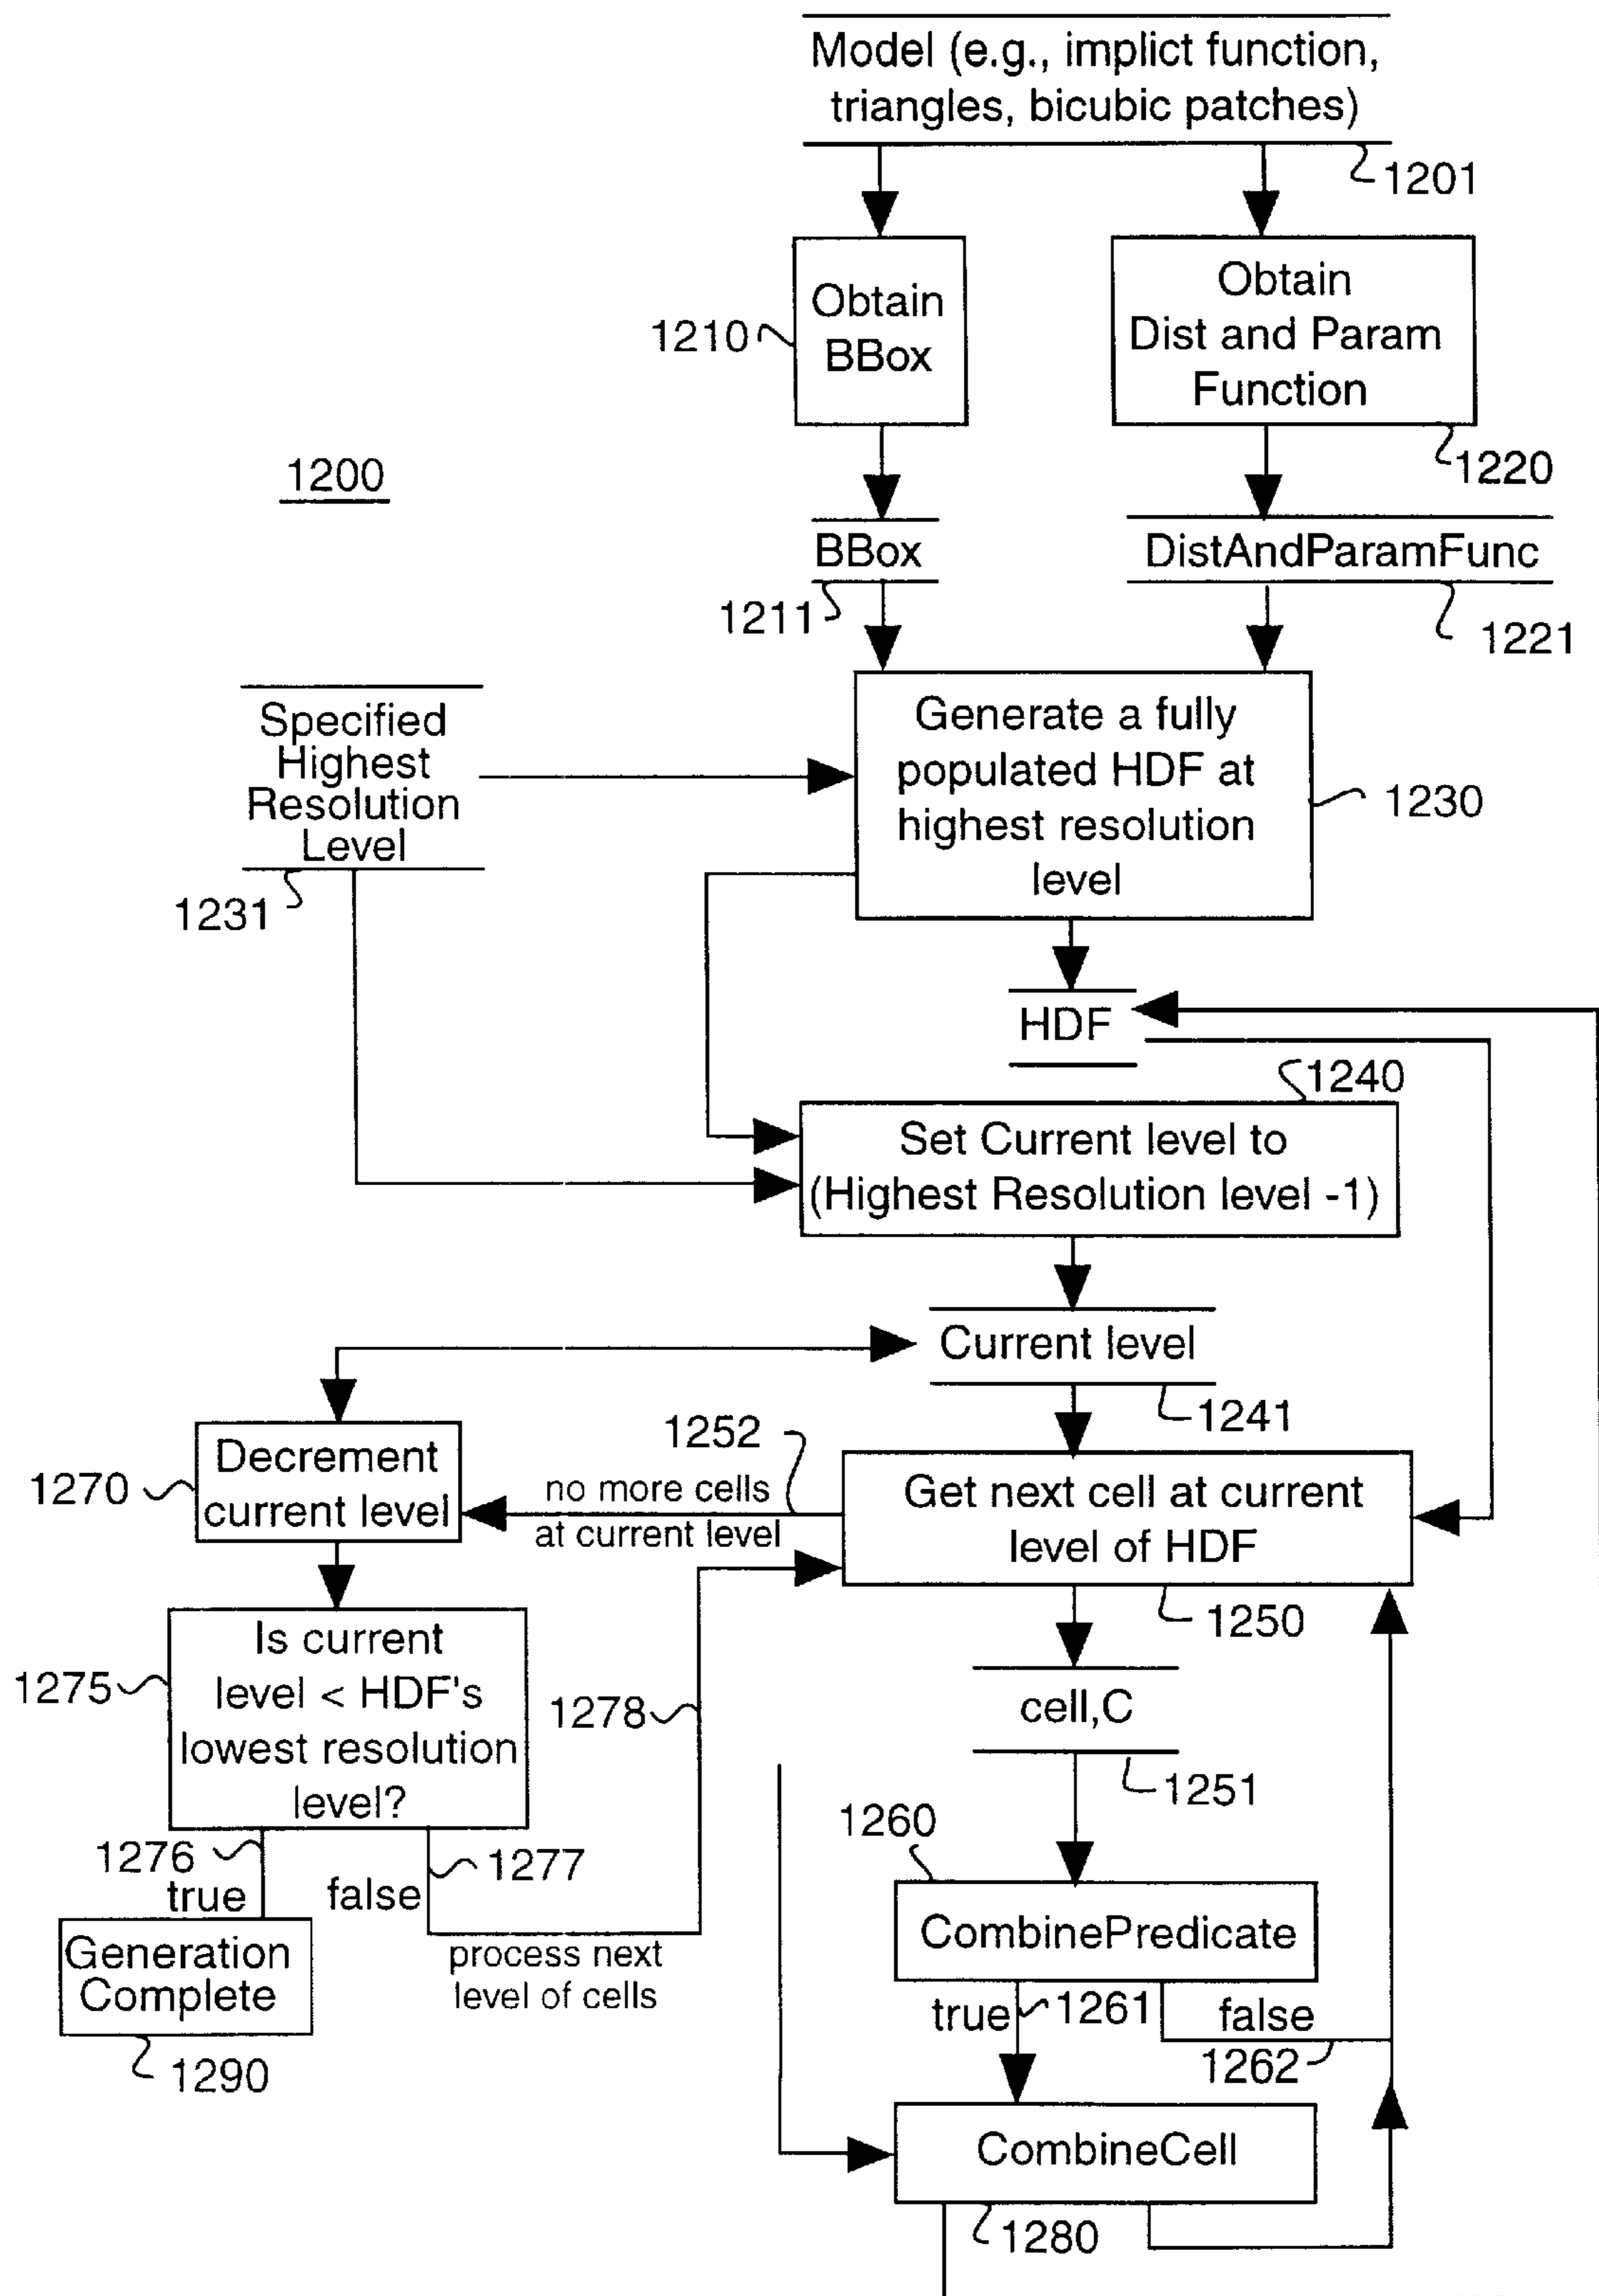 Model (e.g., implict function,
triangles, bicubic patches)
1201
Obtain
BBox
1210
Obtain
Dist and Param
Function
1220
1200
BBox
1211
DistAndParamFunc
1221
Specified
Highest
Resolution
Level
1231
Generate a fully
populated HDF at
highest resolution
level
1230
HDF
1240
Set Current level to
(Highest Resolution level -1)
Current level
1241
1252
Decrement
current level
1270
no more cells
at current level
Get next cell at current
level of HDF
1250
Is current
level < HDF's
lowest resolution
level?
1275
1278
cell,C
1251
1260
1276
true
false
1277
CombinePredicate
Generation
Complete
1290
process next
level of cells
true
1261
false
1262
CombineCell
1280